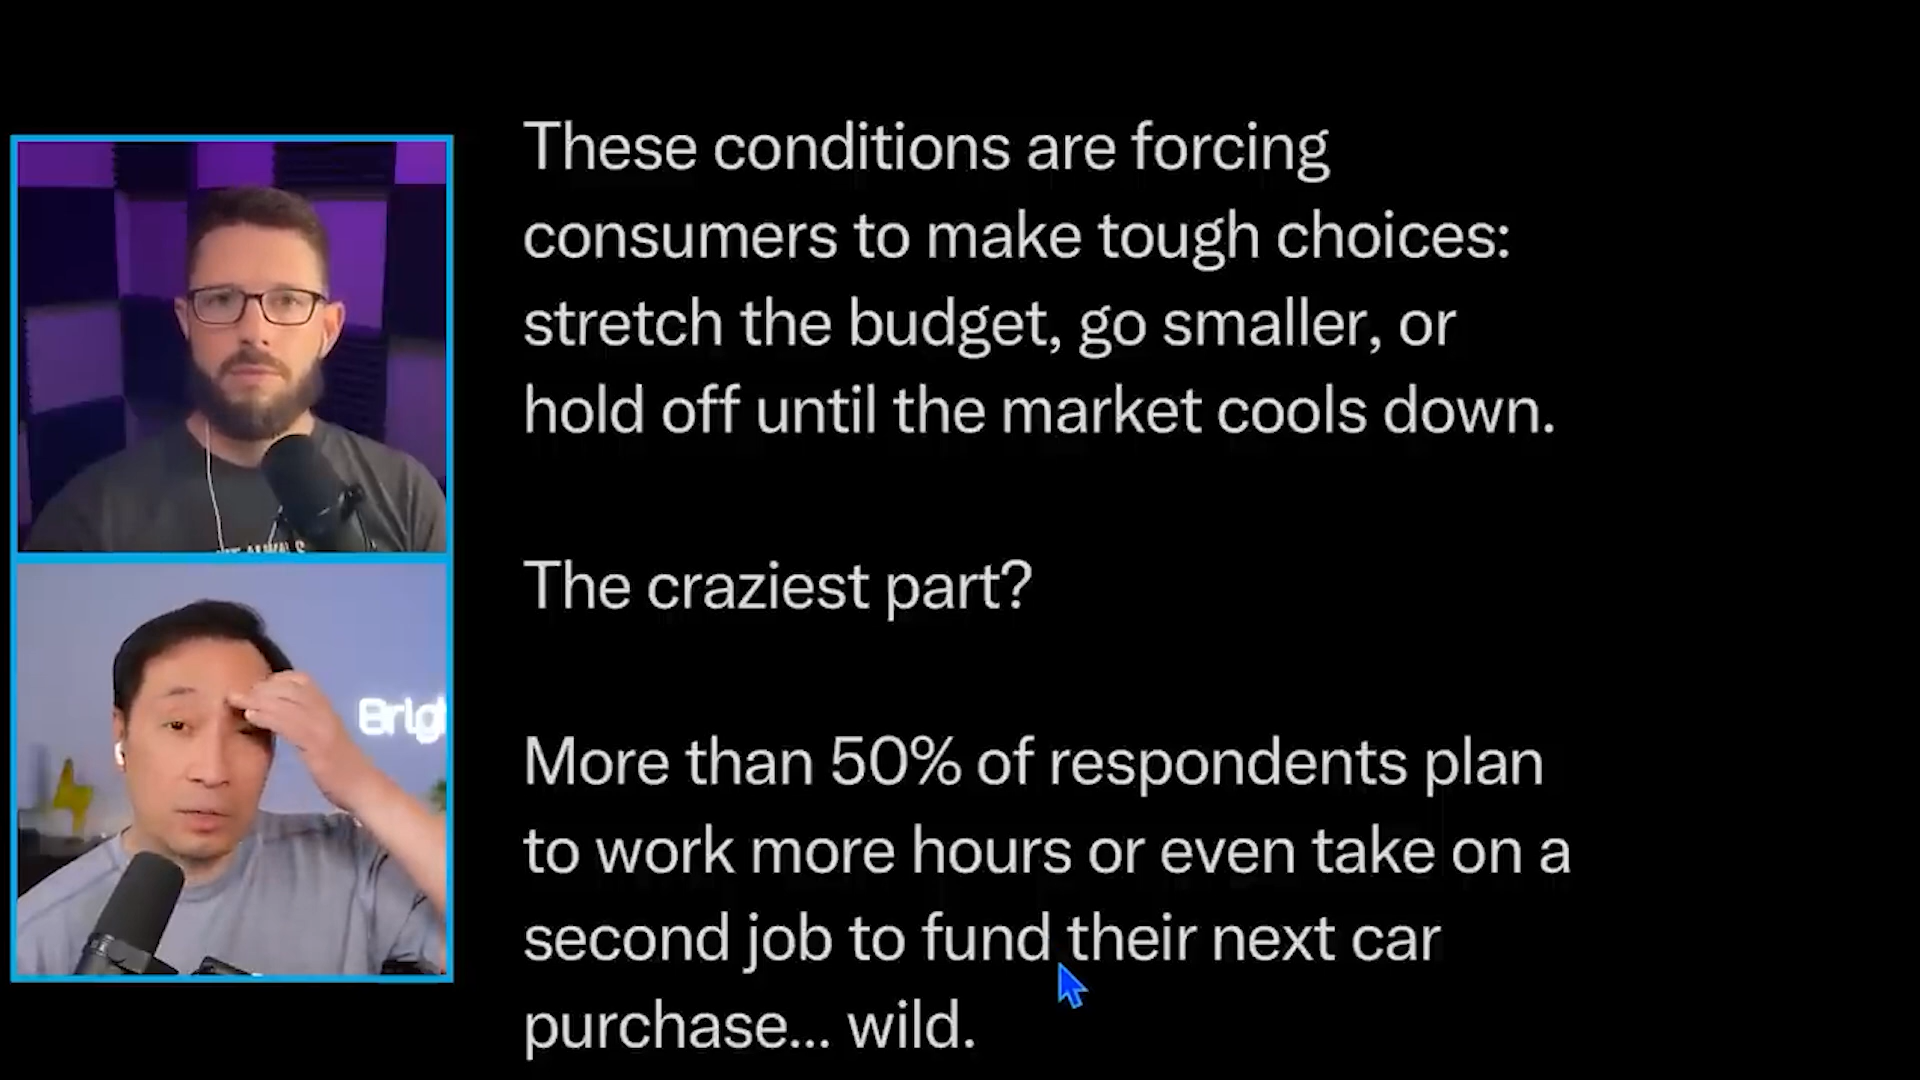 These conditions are forcing
consumers to make tough choices:
stretch the budget, go smaller, or
hold off until the market cools down.
The craziest part?
More than 50% of respondents plan
to work more hours or even take on a
second job to fund their next car
purchase... wild.